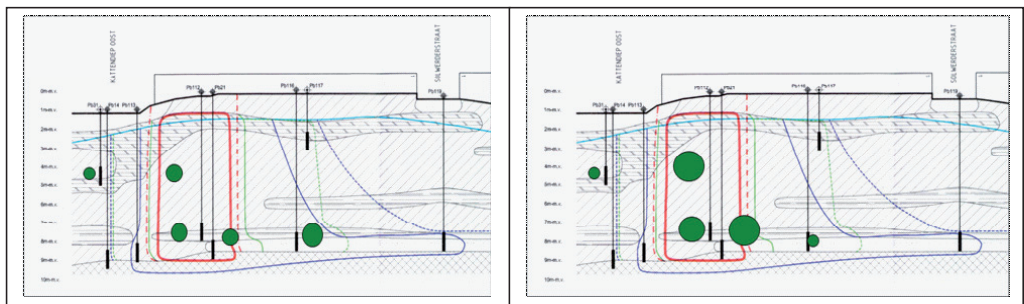 KATTENDIEP OOST
SOLWERDERSTRAAT
Pb31 Pb14 Pb113
Pb112 Pb21
Pb116 Pb117
Pb119
0m-m.v.
1m-m.v.
2m-m.v.
3m-m.v.
4m-m.v.
5m-m.v.
6m-m.v.
7m-m.v.
8m-m.v.
9m-m.v.
10m-m.v.
KATTENDIEP OOST
SOLWERDERSTRAAT
Pb31 Pb14 Pb113
Pb112 Pb21
Pb116 Pb117
Pb119
0m-m.v.
1m-m.v.
2m-m.v.
3m-m.v.
4m-m.v.
5m-m.v.
6m-m.v.
7m-m.v.
8m-m.v.
9m-m.v.
10m-m.v.